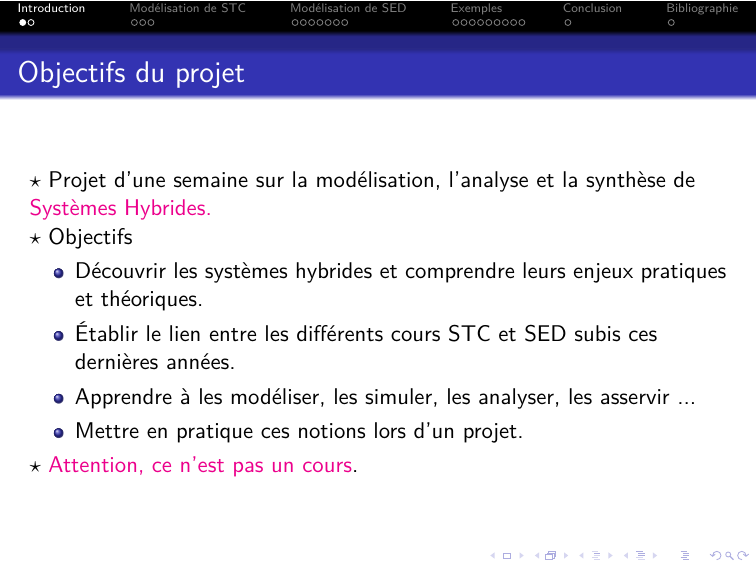 Introduction Modélisation de STC Modélisation de SED Exemples Conclusion Bibliographie
Objectifs du projet
⋆ Projet d'une semaine sur la modélisation, l'analyse et la synthèse de
Systèmes Hybrides.
⋆ Objectifs
Découvrir les systèmes hybrides et comprendre leurs enjeux pratiques
et théoriques.
Établir le lien entre les différents cours STC et SED subis ces
dernières années.
Apprendre à les modéliser, les simuler, les analyser, les asservir ...
Mettre en pratique ces notions lors d'un projet.
⋆ Attention, ce n'est pas un cours.